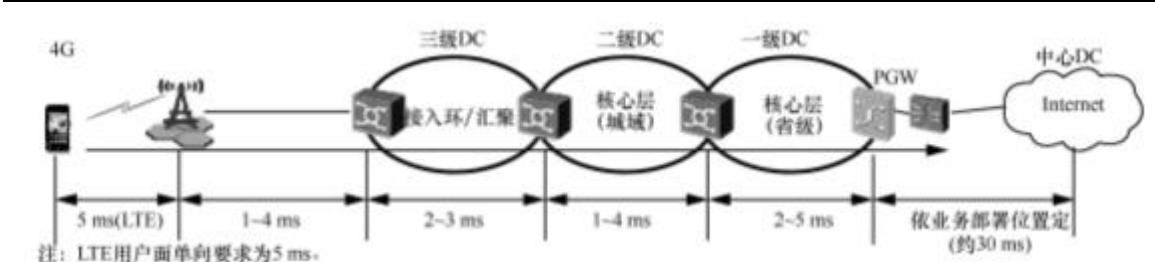 4G
三级DC
二级DC
一级DC
中心DC
PGW
接入环/汇聚
核心层
(城域)
核心层
(省级)
Internet
5 ms(LTE)
1~4 ms
2~3 ms
1~4 ms
2~5 ms
依业务部署位置定
(约30 ms)
注：LTE用户面单向要求为5 ms。